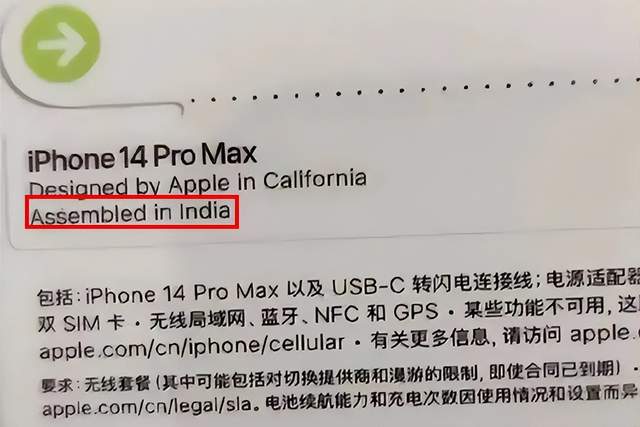 iPhone 14 Pro Max
Designed by Apple in California
Assembled in India
包括：iPhone 14 Pro Max 以及 USB-C 转闪电连接线；电源适配器
双 SIM 卡・无线局域网、蓝牙、NFC 和 GPS・某些功能不可用，这
apple.com/cn/iphone/cellular・有关更多信息，请访问 apple.c
要求：无线套餐（其中可能包括对切换提供商和漫游的限制，即使合同已到期）・
apple.com/cn/legal/sla。电池续航能力和充电次数因使用情况和设置而异